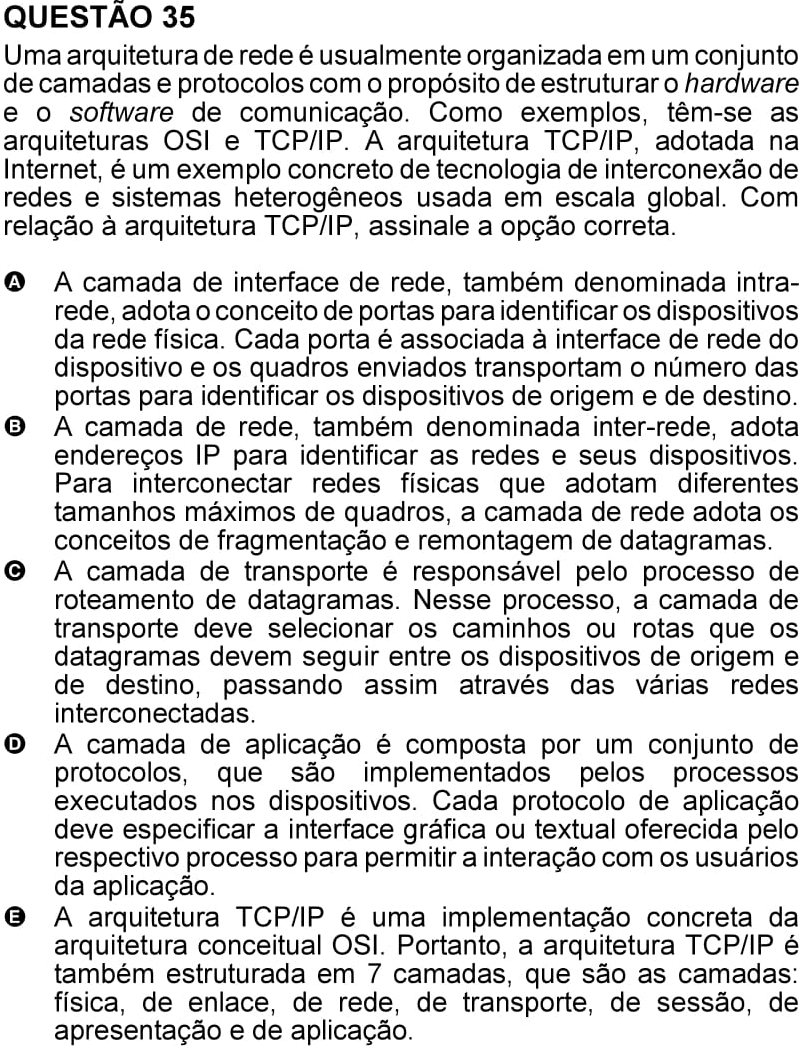 QUESTÃO 35
Uma arquitetura de rede é usualmente organizada em um conjunto
de camadas e protocolos com o propósito de estruturar o hardware
e o software de comunicação. Como exemplos, têm-se as
arquiteturas OSI e TCP/IP. A arquitetura TCP/IP, adotada na
Internet, é um exemplo concreto de tecnologia de interconexão de
redes e sistemas heterogêneos usada em escala global. Com
relação à arquitetura TCP/IP, assinale a opção correta.
A A camada de interface de rede, também denominada intra-
rede, adota o conceito de portas para identificar os dispositivos
da rede física. Cada porta é associada à interface de rede do
dispositivo e os quadros enviados transportam o número das
portas para identificar os dispositivos de origem e de destino.
B A camada de rede, também denominada inter-rede, adota
endereços IP para identificar as redes e seus dispositivos.
Para interconectar redes físicas que adotam diferentes
tamanhos máximos de quadros, a camada de rede adota os
conceitos de fragmentação e remontagem de datagramas.
C A camada de transporte é responsável pelo processo de
roteamento de datagramas. Nesse processo, a camada de
transporte deve selecionar os caminhos ou rotas que os
datagramas devem seguir entre os dispositivos de origem e
de destino, passando assim através das várias redes
interconectadas.
D A camada de aplicação é composta por um conjunto de
protocolos, que são implementados pelos processos
executados nos dispositivos. Cada protocolo de aplicação
deve especificar a interface gráfica ou textual oferecida pelo
respectivo processo para permitir a interação com os usuários
da aplicação.
E A arquitetura TCP/IP é uma implementação concreta da
arquitetura conceitual OSI. Portanto, a arquitetura TCP/IP é
também estruturada em 7 camadas, que são as camadas:
física, de enlace, de rede, de transporte, de sessão, de
apresentação e de aplicação.